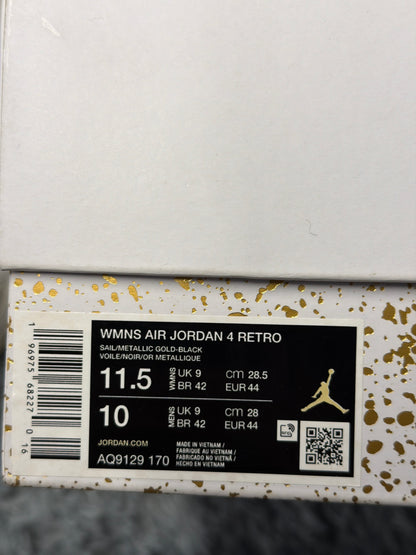 WMNS AIR JORDAN 4 RETRO
SAIL/METALLIC GOLD-BLACK
VOILE/NOIR/OR METALLIQUE
11.5 WMNS UK 9 cm 28.5
BR 42 EUR 44
10 MENS UK 9 cm 28
BR 42 EUR 44
JORDAN.COM
AQ9129 170
MADE IN VIETNAM /
FABRIQUE AU VIETNAM /
FABRICADO NO VIETNÃ /
HECHO EN VIETNAM
1 96975 68227 0 16